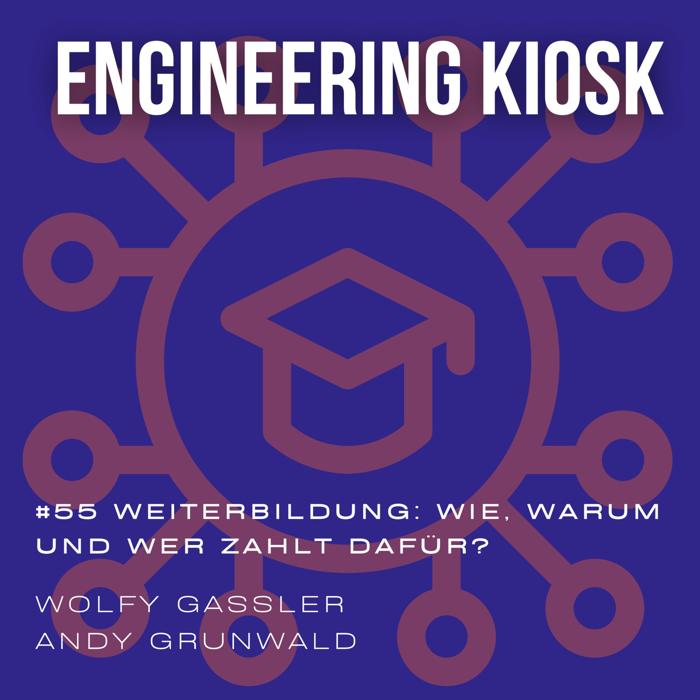 ENGINEERING KIOSK
#55 WEITERBILDUNG: WIE, WARUM
UND WER ZAHLT DAFÜR?
WOLFY GASSLER
ANDY GRUNWALD